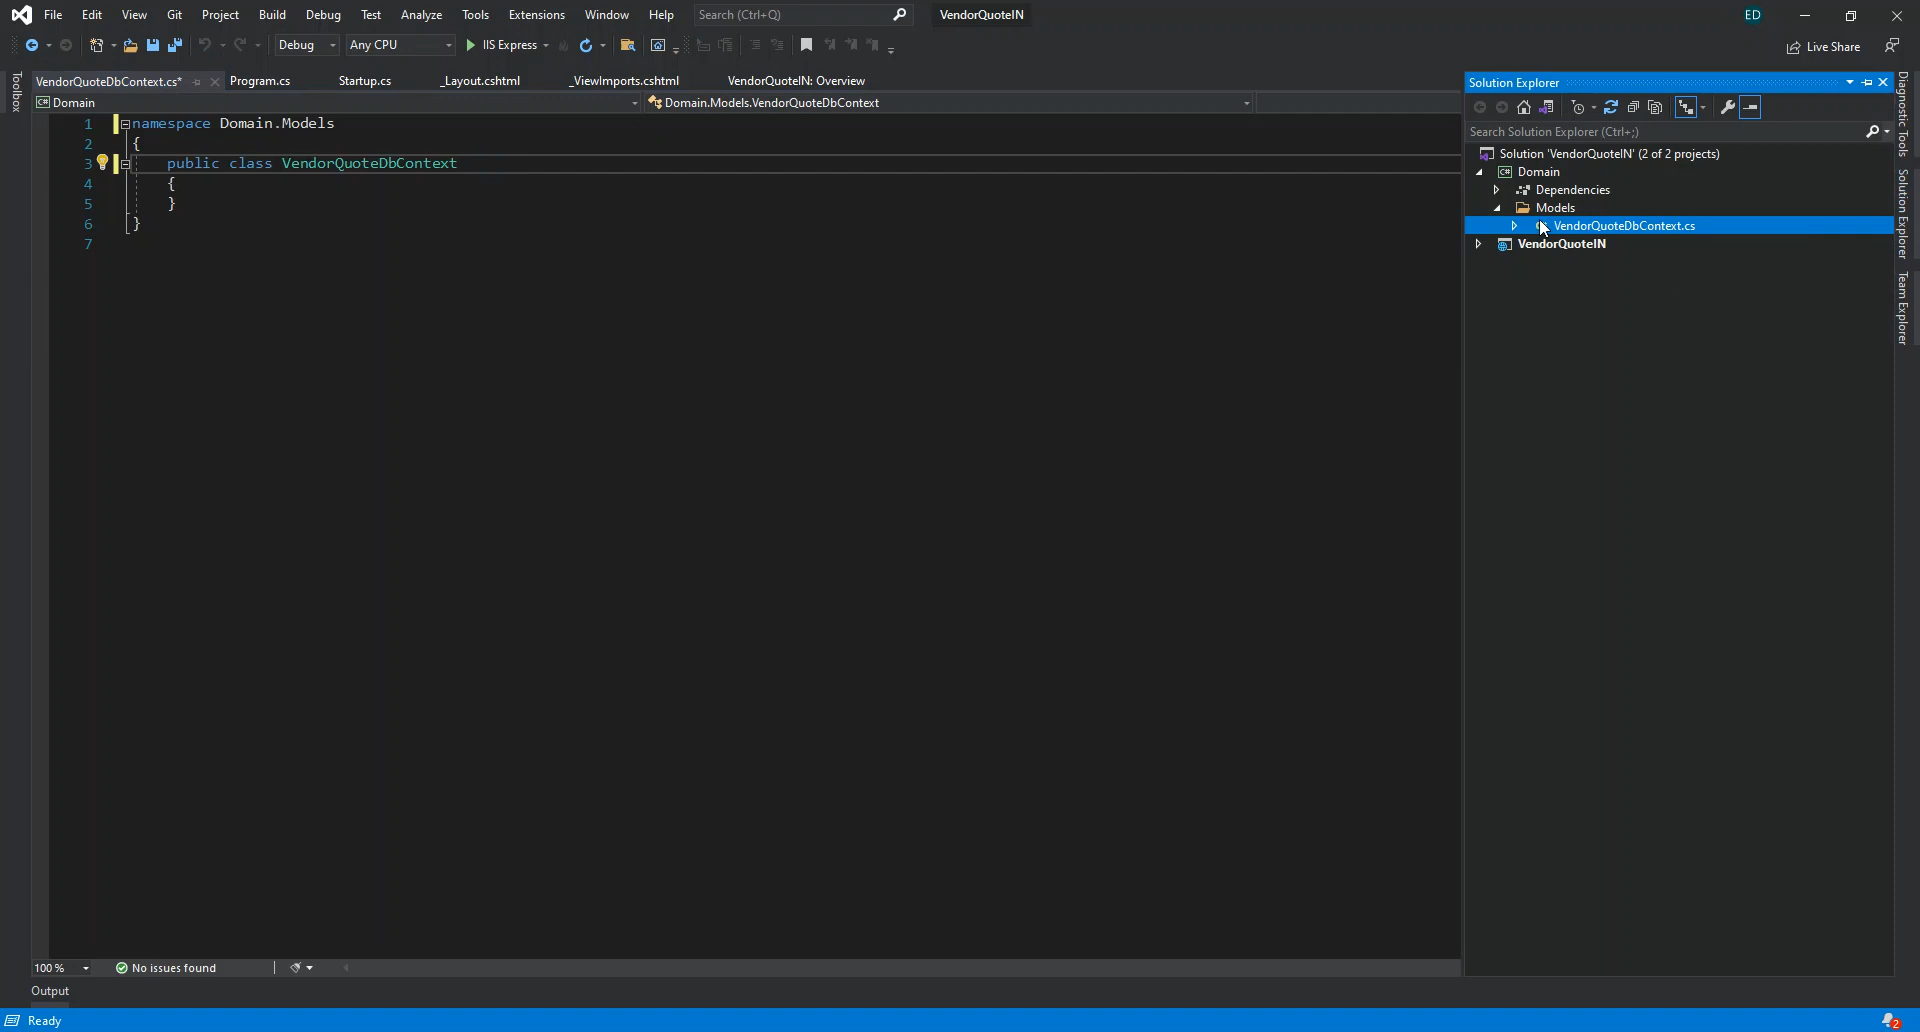 File Edit View Git Project Build Debug Test Analyze Tools Extensions Window Help Search (Ctrl+Q) VendorQuoteIN ED
Debug Any CPU IIS Express Live Share
Toolbox
VendorQuoteDbContext.cs* Program.cs Startup.cs _Layout.cshtml _ViewImports.cshtml VendorQuoteIN: Overview
C# Domain Domain.Models.VendorQuoteDbContext
1 namespace Domain.Models
2 {
3 public class VendorQuoteDbContext
4 {
5 }
6 }
7
Solution Explorer
Search Solution Explorer (Ctrl+;)
Solution 'VendorQuoteIN' (2 of 2 projects)
C# Domain
Dependencies
Models
VendorQuoteDbContext.cs
VendorQuoteIN
Diagnostic Tools
Solution Explorer
Team Explorer
100 % No issues found
Output
Ready 2